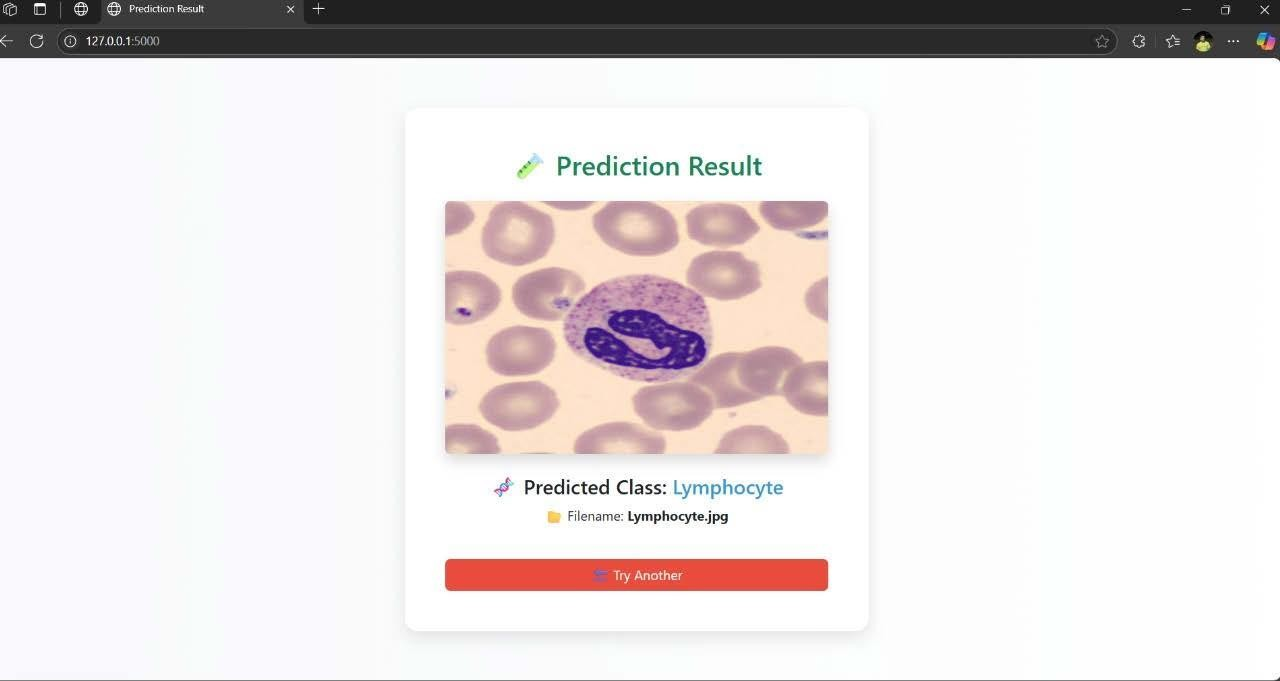 Prediction Result
127.0.0.1:5000
Prediction Result
Predicted Class: Lymphocyte
Filename: Lymphocyte.jpg
Try Another